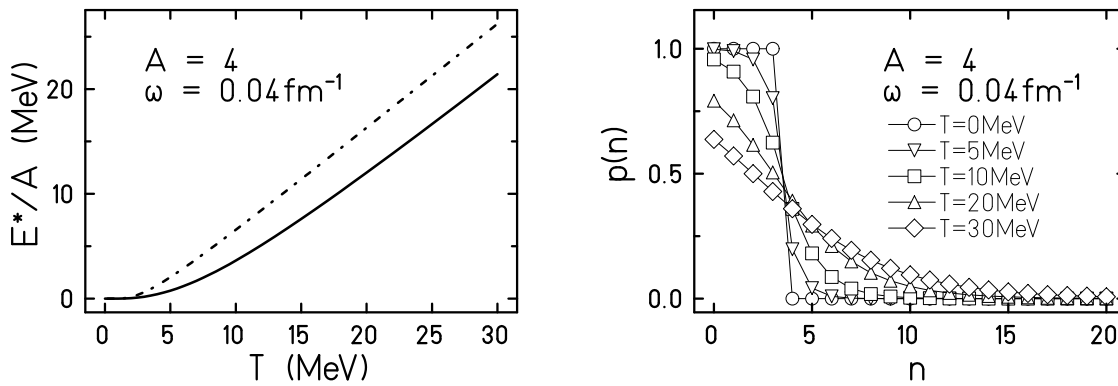 E*/A (MeV)
20
10
0
A = 4
ω = 0.04fm⁻¹
0 5 10 15 20 25 30
T (MeV)
p(n)
1.0
0.5
0.0
A = 4
ω = 0.04fm⁻¹
T=0MeV
T=5MeV
T=10MeV
T=20MeV
T=30MeV
0 5 10 15 20
n